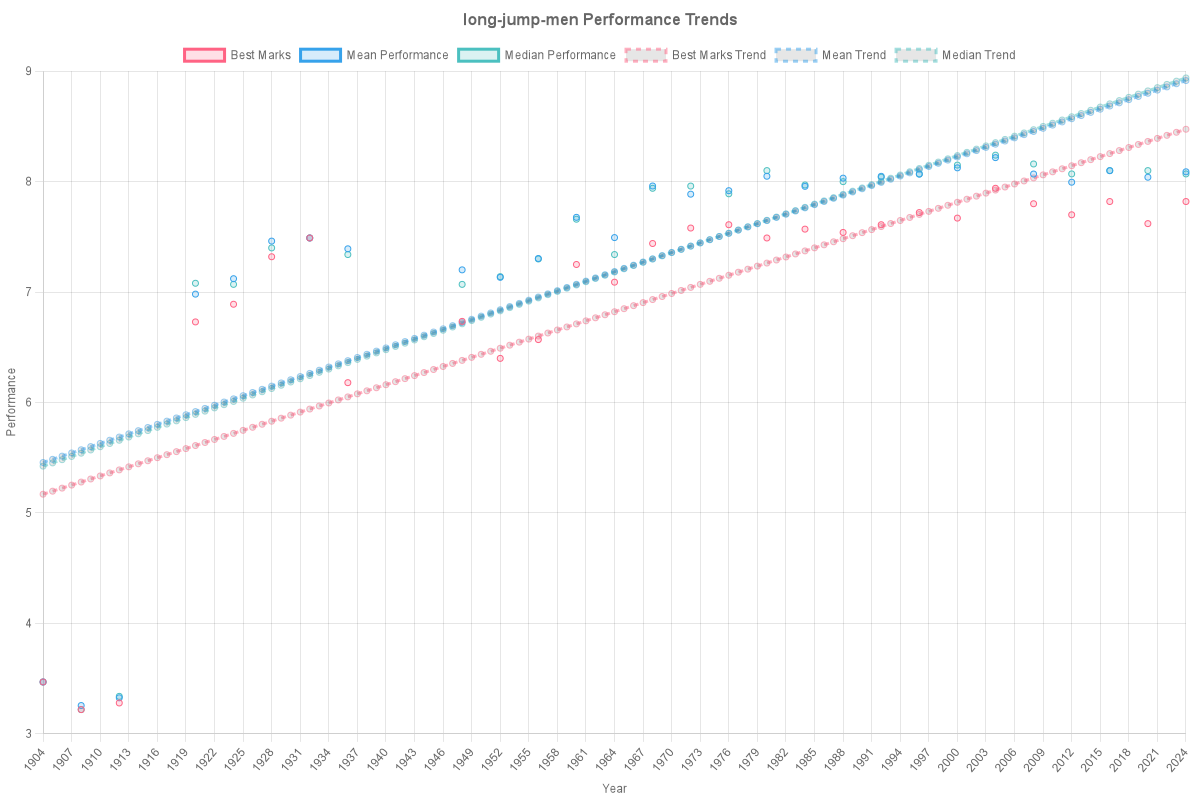 long-jump-men Performance Trends
Best Marks Mean Performance Median Performance Best Marks Trend Mean Trend Median Trend
9
8
7
6
5
4
3
Performance
1904 1907 1910 1913 1916 1919 1922 1925 1928 1931 1934 1937 1940 1943 1946 1949 1952 1955 1958 1961 1964 1967 1970 1973 1976 1979 1982 1985 1988 1991 1994 1997 2000 2003 2006 2009 2012 2015 2018 2021 2024
Year